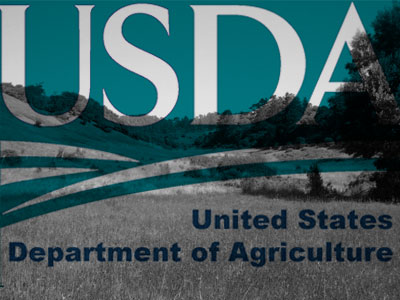 USDA
United States
Department of Agriculture